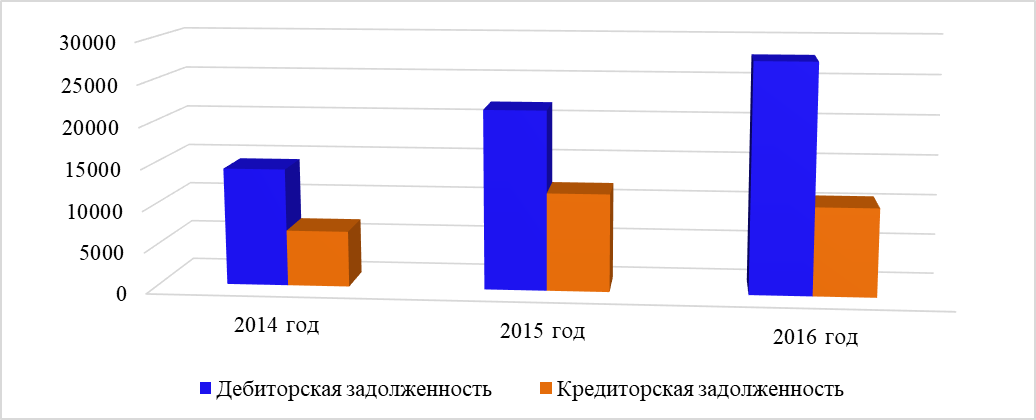 30000
25000
20000
15000
10000
5000
0
2014 год
2015 год
2016 год
Дебиторская задолженность
Кредиторская задолженность